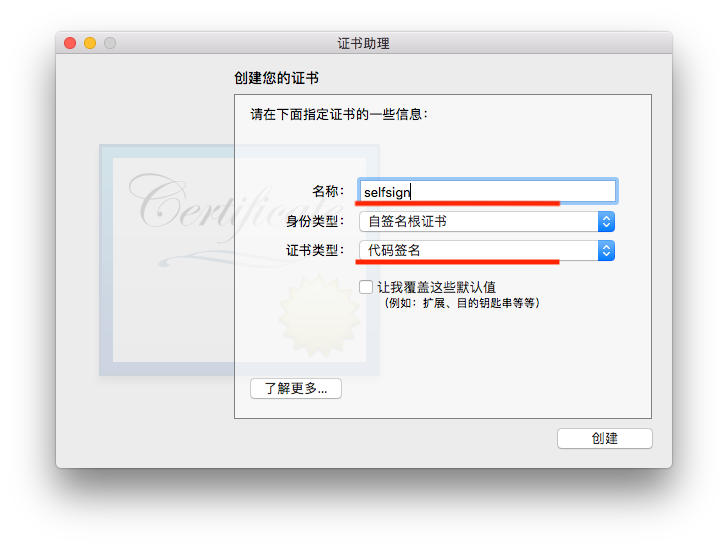 证书助理
创建您的证书
请在下面指定证书的一些信息：
Certificate
名称： selfsign
身份类型： 自签名根证书
证书类型： 代码签名
让我覆盖这些默认值
（例如：扩展、目的钥匙串等等）
了解更多...
创建